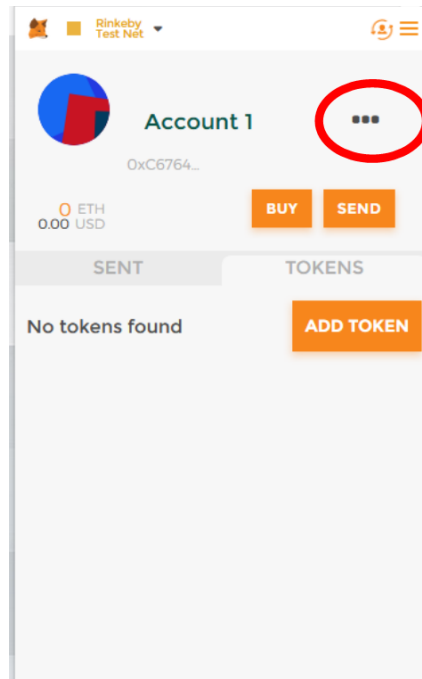 Rinkeby
Test Net
Account 1
0xC6764...
0 ETH
0.00 USD
BUY
SEND
SENT
TOKENS
No tokens found
ADD TOKEN